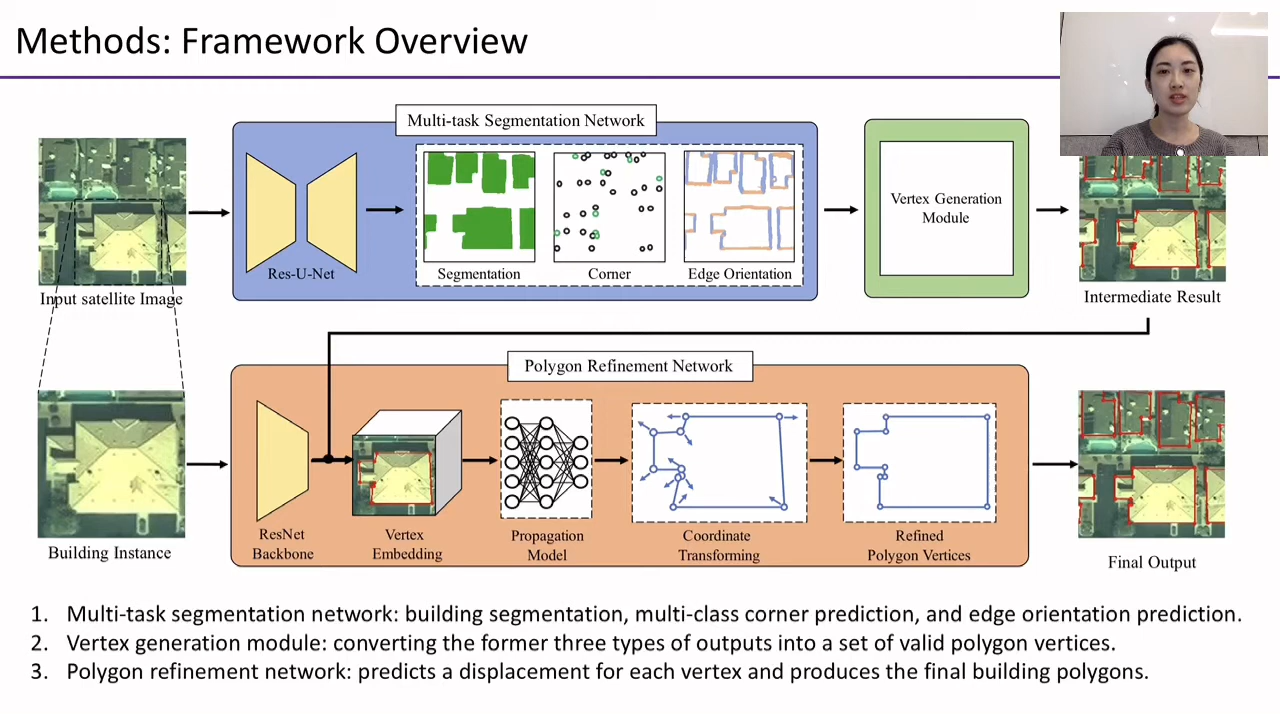 Methods: Framework Overview
Multi-task Segmentation Network
Res-U-Net
Segmentation
Corner
Edge Orientation
Vertex Generation
Module
Input satellite Image
Intermediate Result
Polygon Refinement Network
Building Instance
ResNet
Backbone
Vertex
Embedding
Propagation
Model
Coordinate
Transforming
Refined
Polygon Vertices
Final Output
1. Multi-task segmentation network: building segmentation, multi-class corner prediction, and edge orientation prediction.
2. Vertex generation module: converting the former three types of outputs into a set of valid polygon vertices.
3. Polygon refinement network: predicts a displacement for each vertex and produces the final building polygons.